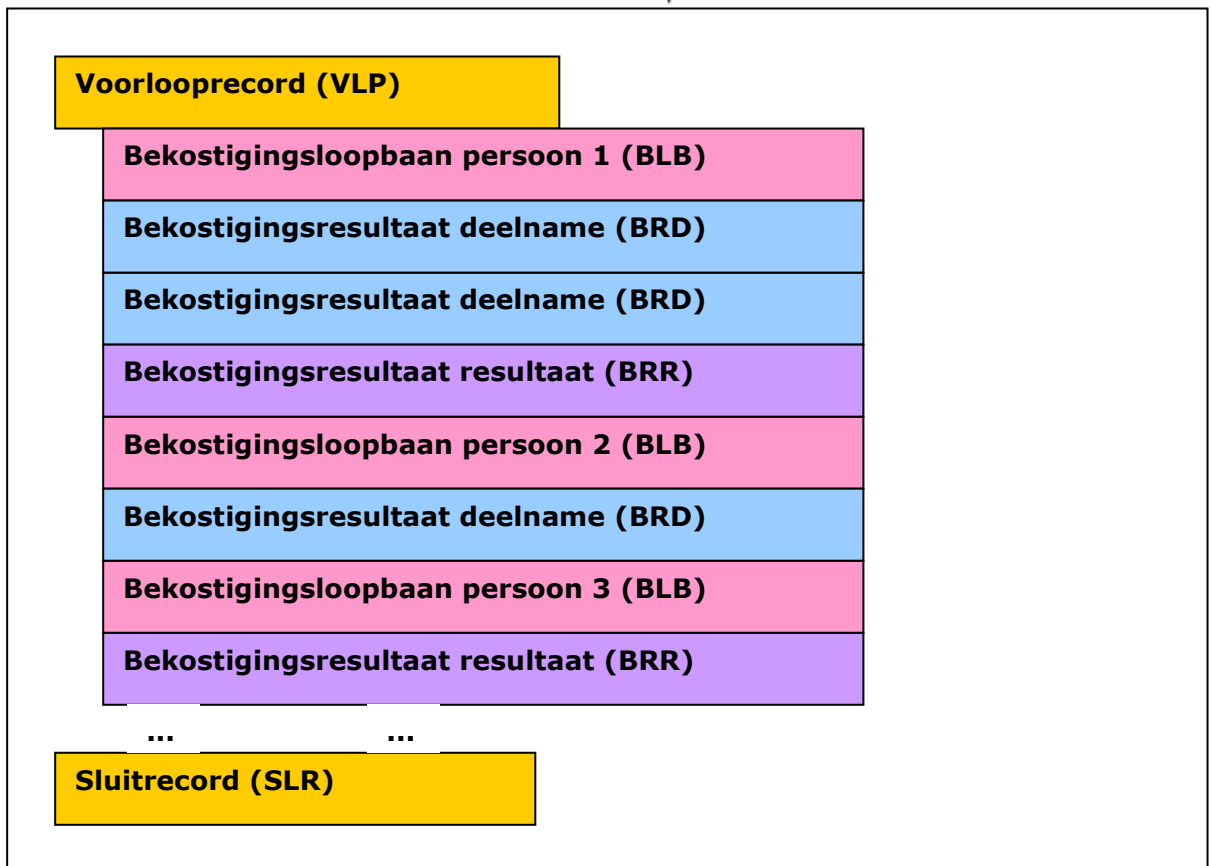 Voorlooprecord (VLP)
Bekostigingsloopbaan persoon 1 (BLB)
Bekostigingsresultaat deelname (BRD)
Bekostigingsresultaat deelname (BRD)
Bekostigingsresultaat resultaat (BRR)
Bekostigingsloopbaan persoon 2 (BLB)
Bekostigingsresultaat deelname (BRD)
Bekostigingsloopbaan persoon 3 (BLB)
Bekostigingsresultaat resultaat (BRR)
... ...
Sluitrecord (SLR)